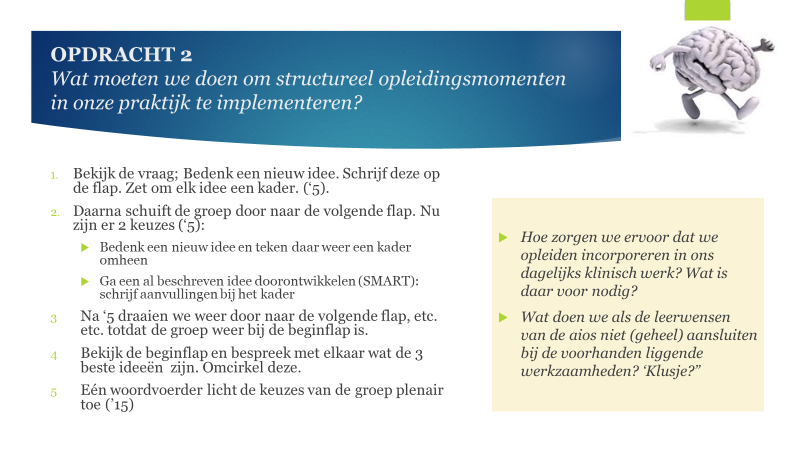 OPDRACHT 2
Wat moeten we doen om structureel opleidingsmomenten
in onze praktijk te implementeren?
1. Bekijk de vraag; Bedenk een nieuw idee. Schrijf deze op
de flap. Zet om elk idee een kader. (‘5).
2. Daarna schuift de groep door naar de volgende flap. Nu
zijn er 2 keuzes (‘5):
Bedenk een nieuw idee en teken daar weer een kader
omheen
Ga een al beschreven idee doorontwikkelen (SMART):
schrijf aanvullingen bij het kader
3 Na ‘5 draaien we weer door naar de volgende flap, etc.
etc. totdat de groep weer bij de beginflap is.
4 Bekijk de beginflap en bespreek met elkaar wat de 3
beste ideeën zijn. Omcirkel deze.
5 Eén woordvoerder licht de keuzes van de groep plenair
toe (’15)
Hoe zorgen we ervoor dat we
opleiden incorporeren in ons
dagelijks klinisch werk? Wat is
daar voor nodig?
Wat doen we als de leerwensen
van de aios niet (geheel) aansluiten
bij de voorhanden liggende
werkzaamheden? ‘Klusje?”